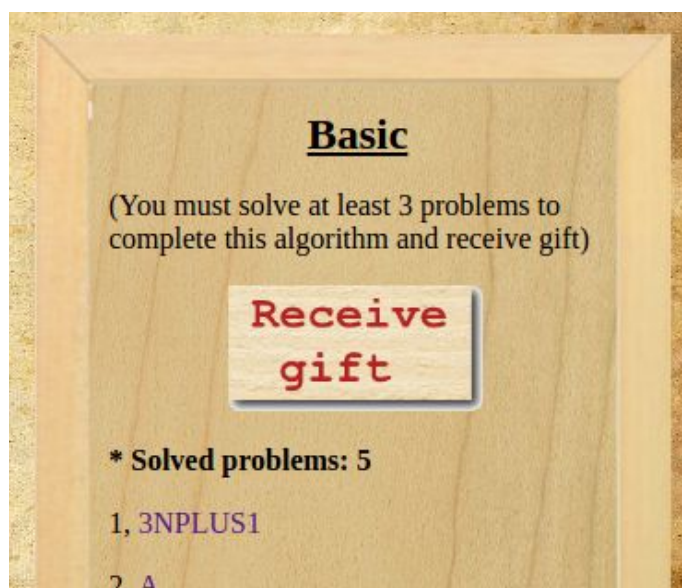 Basic
(You must solve at least 3 problems to
complete this algorithm and receive gift)
Receive
gift
* Solved problems: 5
1, 3NPLUS1
2, A